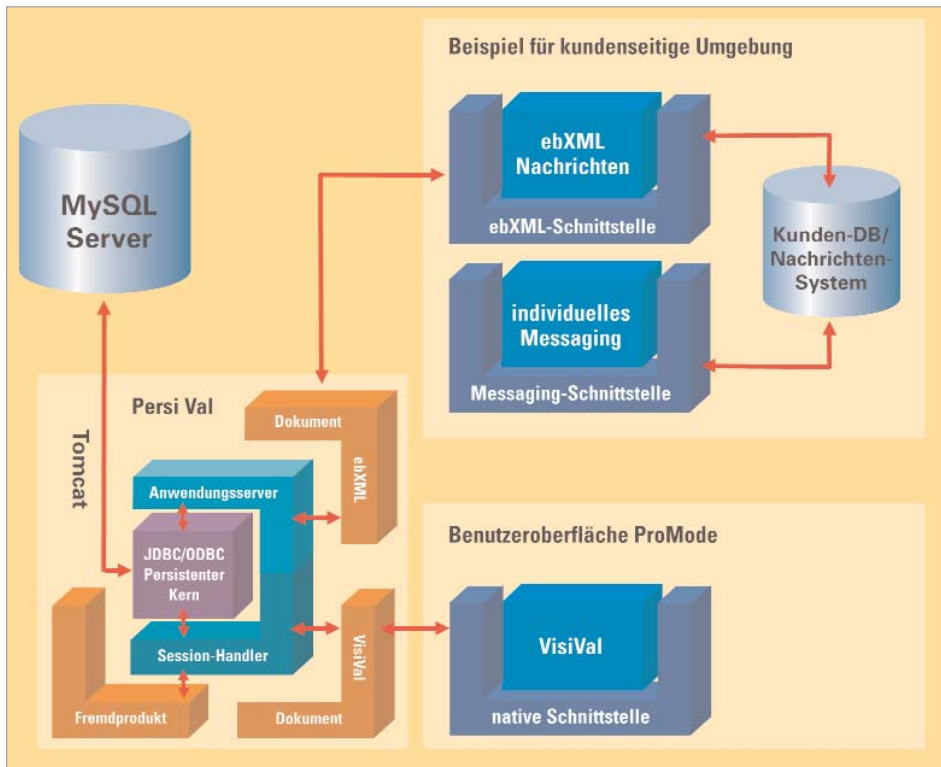 MySQL
Server
Beispiel für kundenseitige Umgebung
ebXML
Nachrichten
ebXML-Schnittstelle
individuelles
Messaging
Messaging-Schnittstelle
Kunden-DB/
Nachrichten-
System
Tomcat
Persi Val
Dokument
ebXML
Anwendungsserver
JDBC/ODBC
Persistenter
Kern
Session-Handler
Fremdprodukt
VisiVal
Dokument
Benutzeroberfläche ProMode
VisiVal
native Schnittstelle